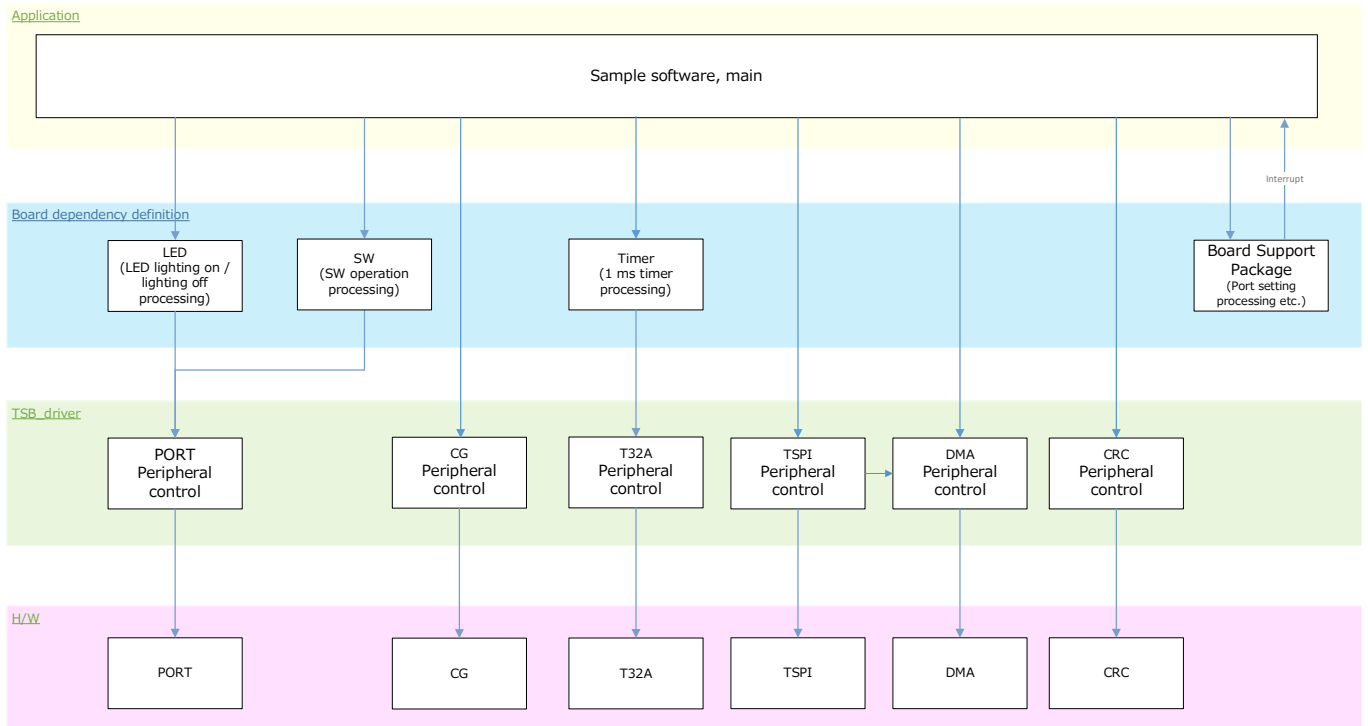 Application
Sample software, main
Interrupt
Board dependency definition
LED
(LED lighting on /
lighting off
processing)
SW
(SW operation
processing)
Timer
(1 ms timer
processing)
Board Support
Package
(Port setting
processing etc.)
TSB_driver
PORT
Peripheral
control
CG
Peripheral
control
T32A
Peripheral
control
TSPI
Peripheral
control
DMA
Peripheral
control
CRC
Peripheral
control
H/W
PORT
CG
T32A
TSPI
DMA
CRC